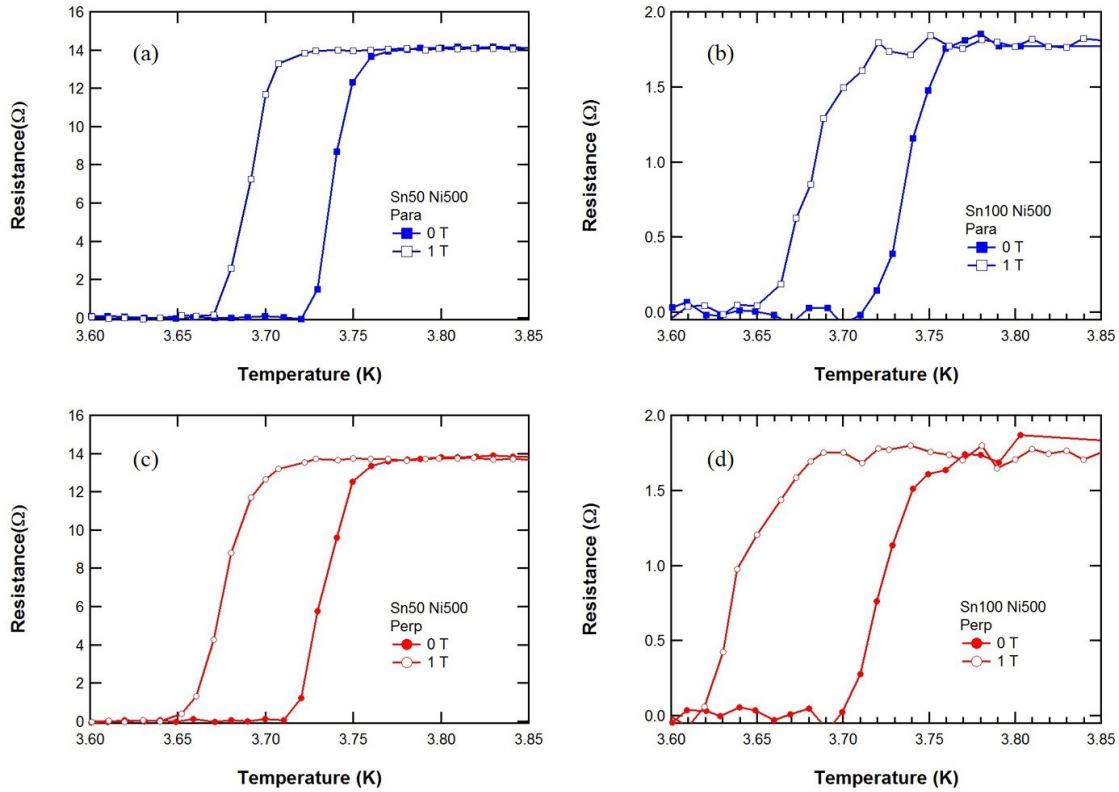 16
14
12
10
8
6
4
2
0
Resistance(Ω)
(a)
Sn50 Ni500
Para
0 T
1 T
3.60
3.65
3.70
3.75
3.80
3.85
Temperature (K)
2.0
1.5
1.0
0.5
0.0
Resistance (Ω)
(b)
Sn100 Ni500
Para
0 T
1 T
3.60
3.65
3.70
3.75
3.80
3.85
Temperature (K)
16
14
12
10
8
6
4
2
0
Resistance(Ω)
(c)
Sn50 Ni500
Perp
0 T
1 T
3.60
3.65
3.70
3.75
3.80
3.85
Temperature (K)
2.0
1.5
1.0
0.5
0.0
Resistance (Ω)
(d)
Sn100 Ni500
Perp
0 T
1 T
3.60
3.65
3.70
3.75
3.80
3.85
Temperature (K)